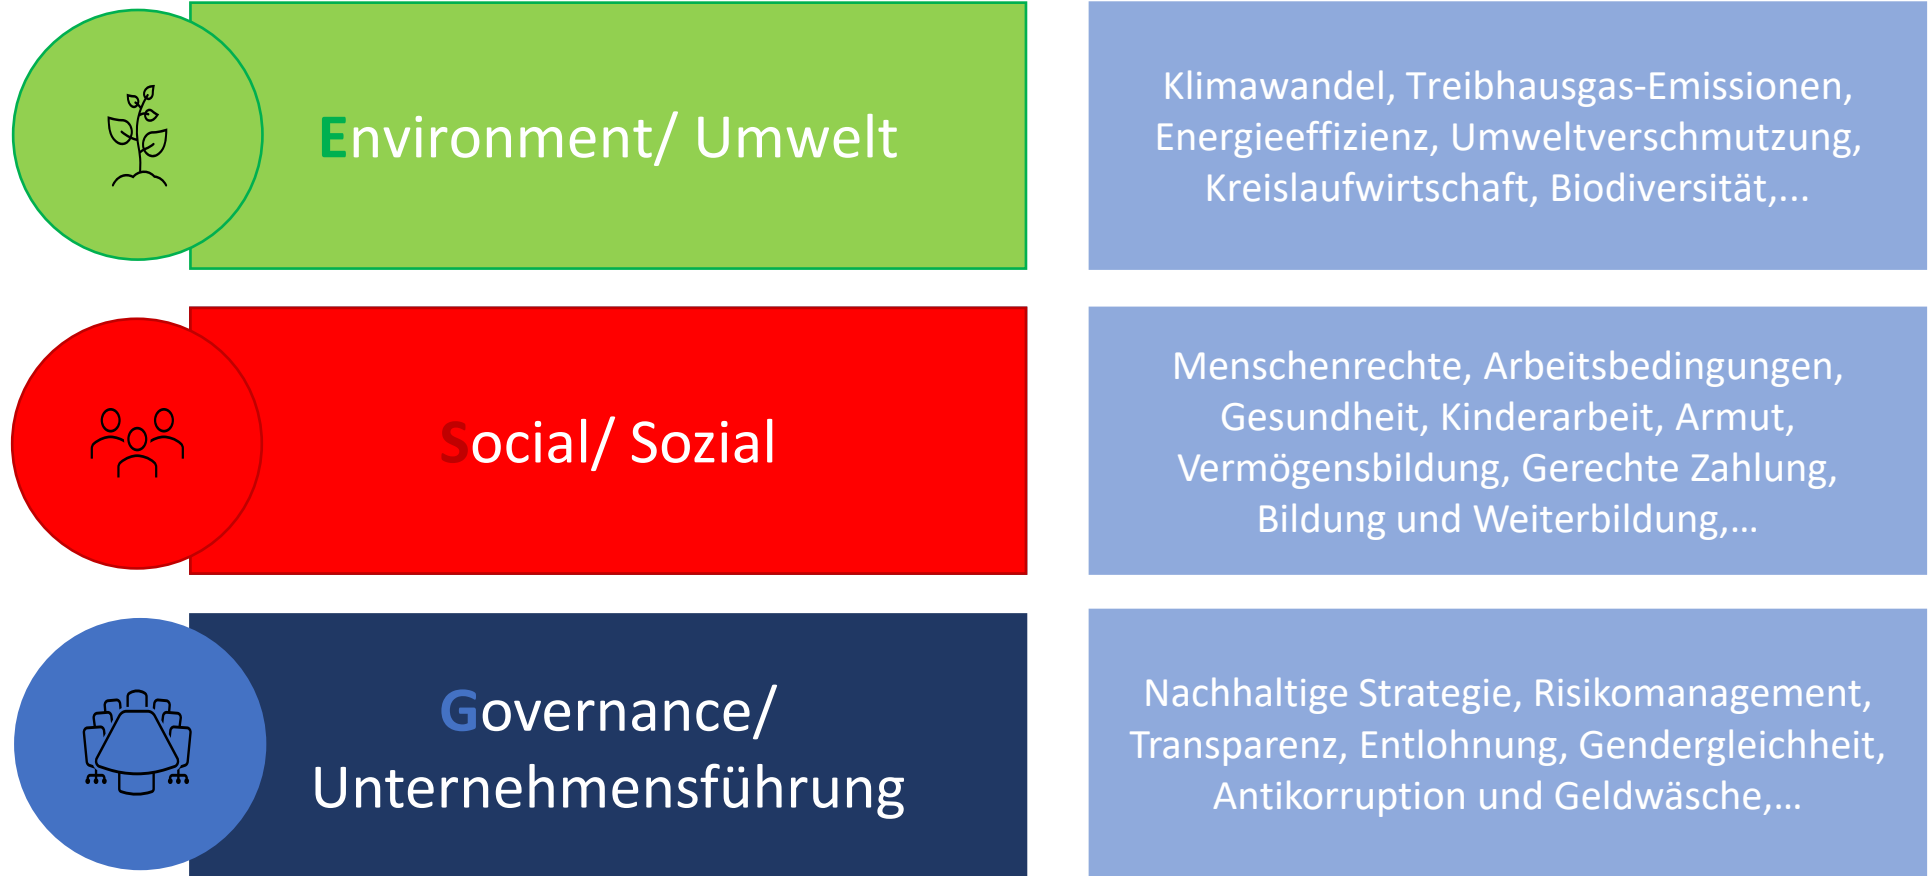 Environment/ Umwelt
Klimawandel, Treibhausgas-Emissionen,
Energieeffizienz, Umweltverschmutzung,
Kreislaufwirtschaft, Biodiversität,...
Social/ Sozial
Menschenrechte, Arbeitsbedingungen,
Gesundheit, Kinderarbeit, Armut,
Vermögensbildung, Gerechte Zahlung,
Bildung und Weiterbildung,...
Governance/
Unternehmensführung
Nachhaltige Strategie, Risikomanagement,
Transparenz, Entlohnung, Gendergleichheit,
Antikorruption und Geldwäsche,...